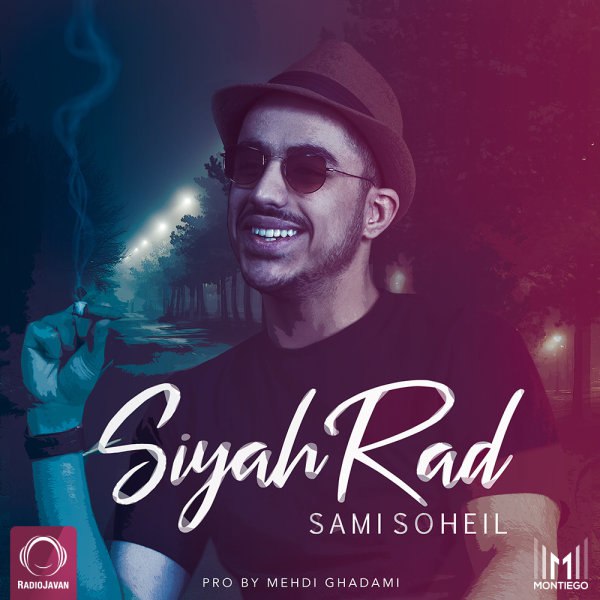 Siyah Rad
SAMI SOHEIL
RADIOJAVAN
PRO BY MEHDI GHADAMI
MONTIEGO